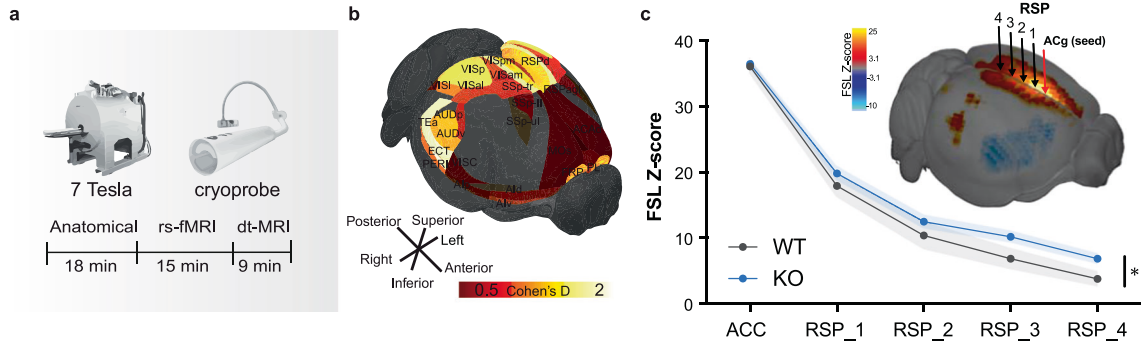 a
7 Tesla
cryoprobe
Anatomical
rs-fMRI
dt-MRI
18 min
15 min
9 min
b
VISpm
RSPd
VISp
VISam
VISl
VISal
SSp-tr
SSp-ul
AUDp
TEa
AUDv
ECT
PERI
VISC
AId
AIv
Posterior
Superior
Left
Right
Anterior
Inferior
0.5 Cohen's D 2
c
FSL Z-score
40
30
20
10
0
ACC
RSP_1
RSP_2
RSP_3
RSP_4
WT
KO
*
FSL Z-score
25
3.1
-3.1
-10
RSP
4
3
2
1
ACg (seed)